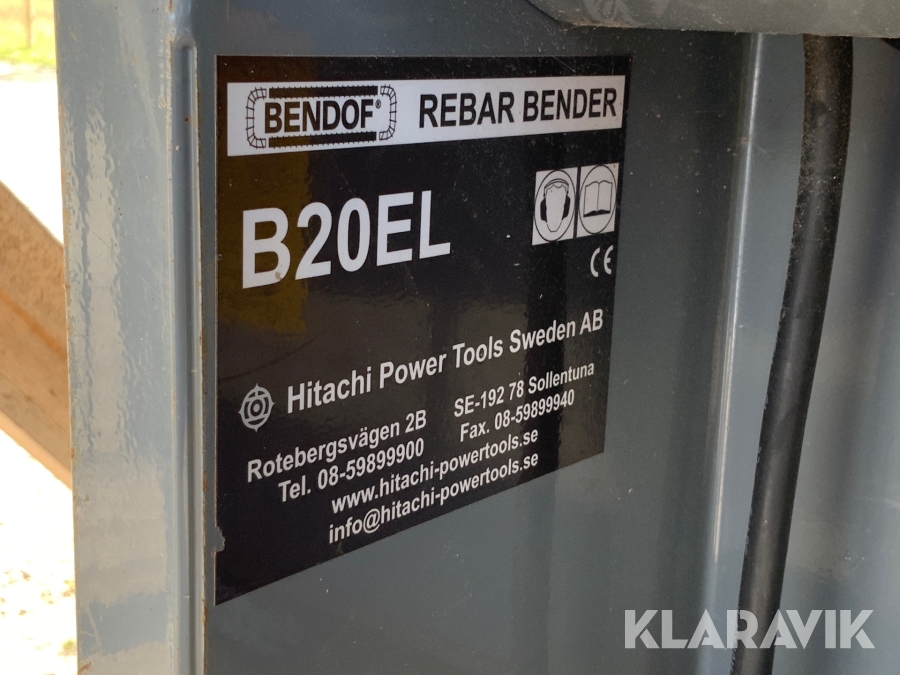 BENDOF® REBAR BENDER
B20EL
CE
Hitachi Power Tools Sweden AB
Rotebergsvägen 2B SE-192 78 Sollentuna
Tel. 08-59899900 Fax. 08-59899940
www.hitachi-powertools.se
info@hitachi-powertools.se
KLARAVIK